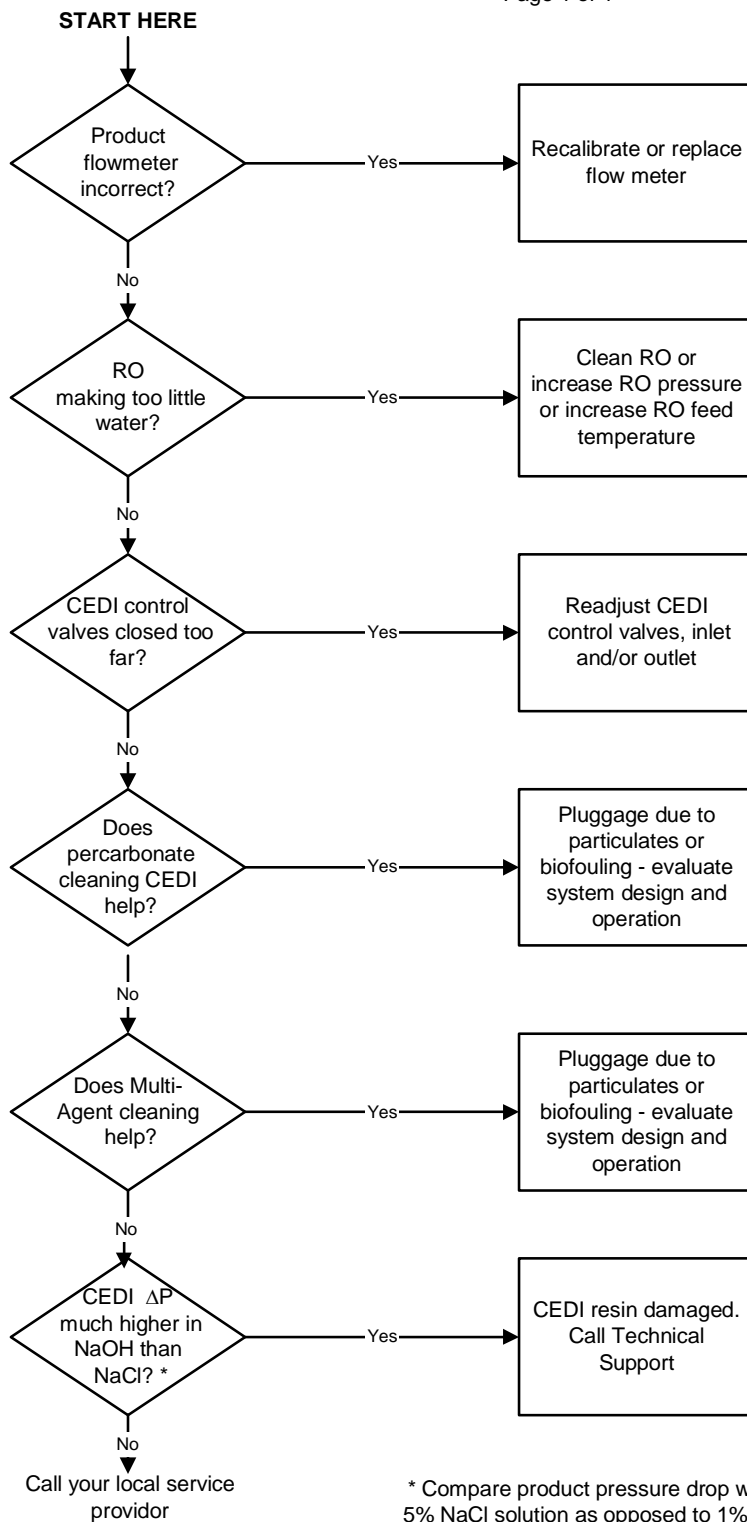 START HERE
Product
flowmeter
incorrect?
Yes
Recalibrate or replace
flow meter
No
RO
making too little
water?
Yes
Clean RO or
increase RO pressure
or increase RO feed
temperature
No
CEDI control
valves closed too
far?
Yes
Readjust CEDI
control valves, inlet
and/or outlet
No
Does
percarbonate
cleaning CEDI
help?
Yes
Pluggage due to
particulates or
biofouling - evaluate
system design and
operation
No
Does Multi-
Agent cleaning
help?
Yes
Pluggage due to
particulates or
biofouling - evaluate
system design and
operation
No
CEDI ΔP
much higher in
NaOH than
NaCl? *
Yes
CEDI resin damaged.
Call Technical
Support
No
Call your local service
providor
* Compare product pressure drop w
5% NaCl solution as opposed to 1%